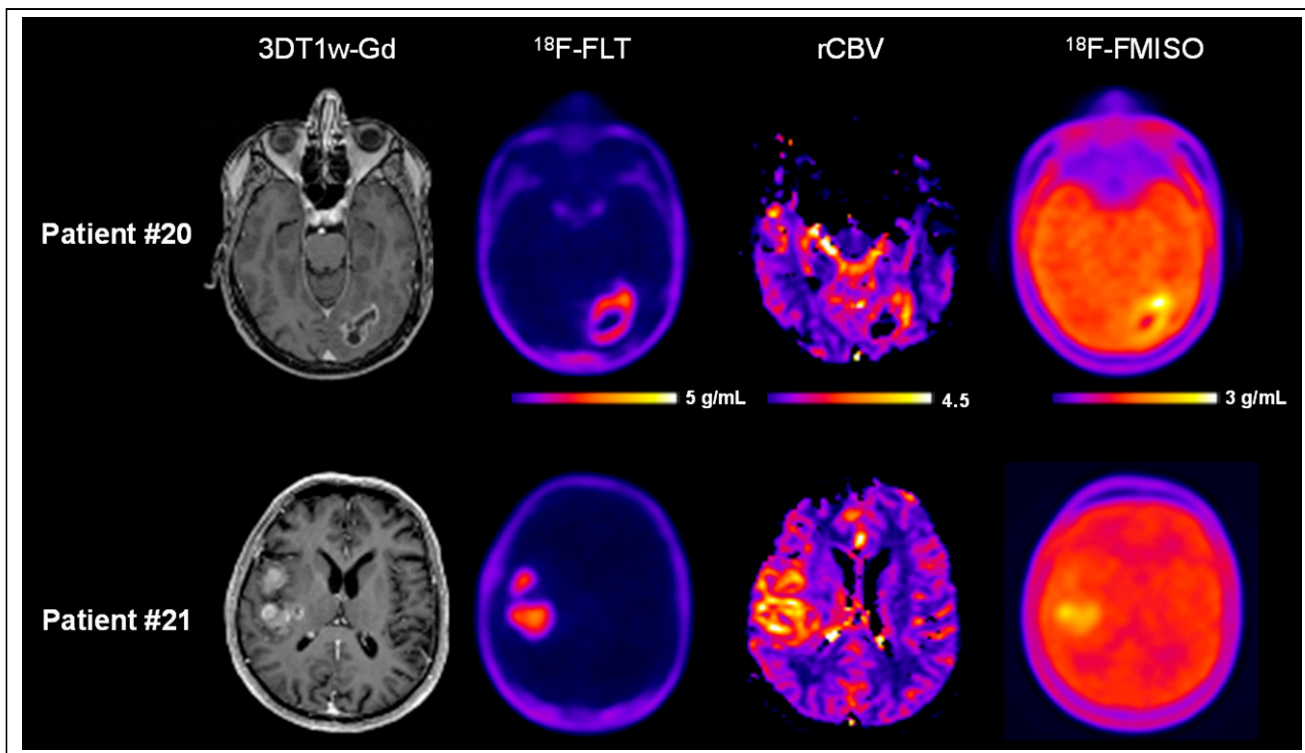 3DT1w-Gd ¹⁸F-FLT rCBV ¹⁸F-FMISO
Patient #20
5 g/mL 4.5 3 g/mL
Patient #21